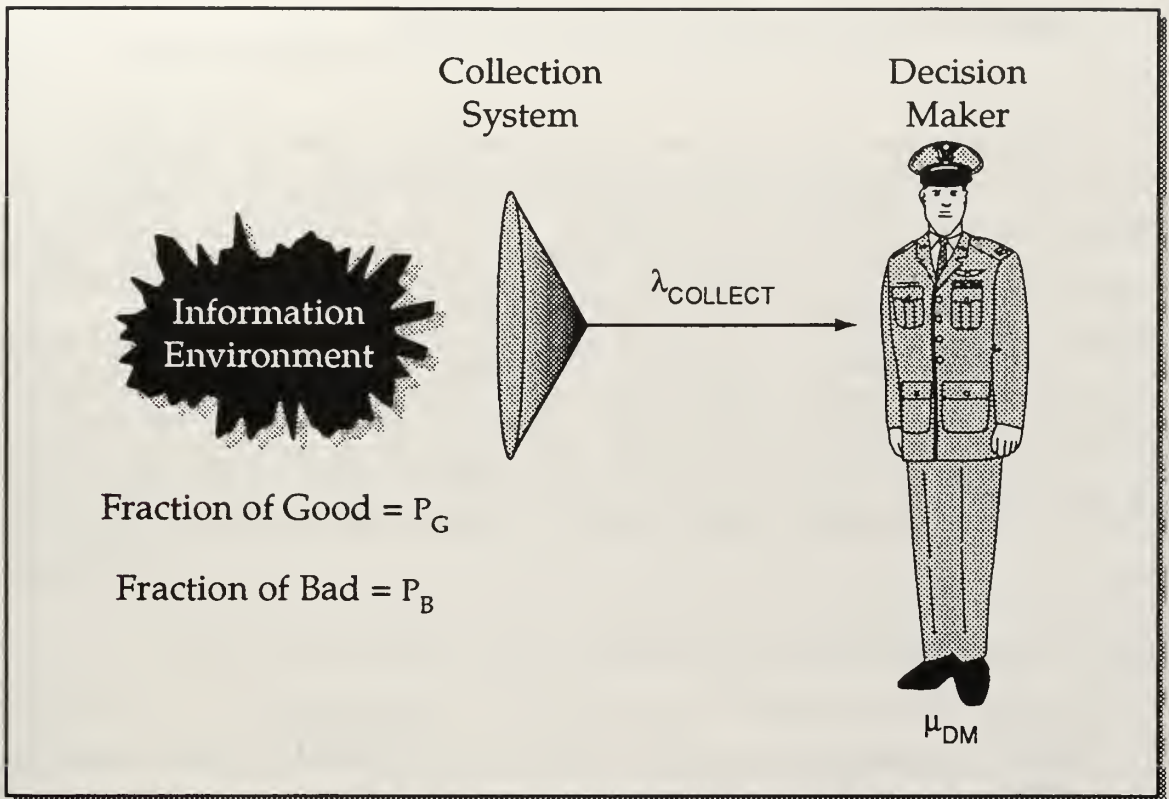 Collection
System
Decision
Maker
Information
Environment
λCOLLECT
Fraction of Good = PG
Fraction of Bad = PB
μDM